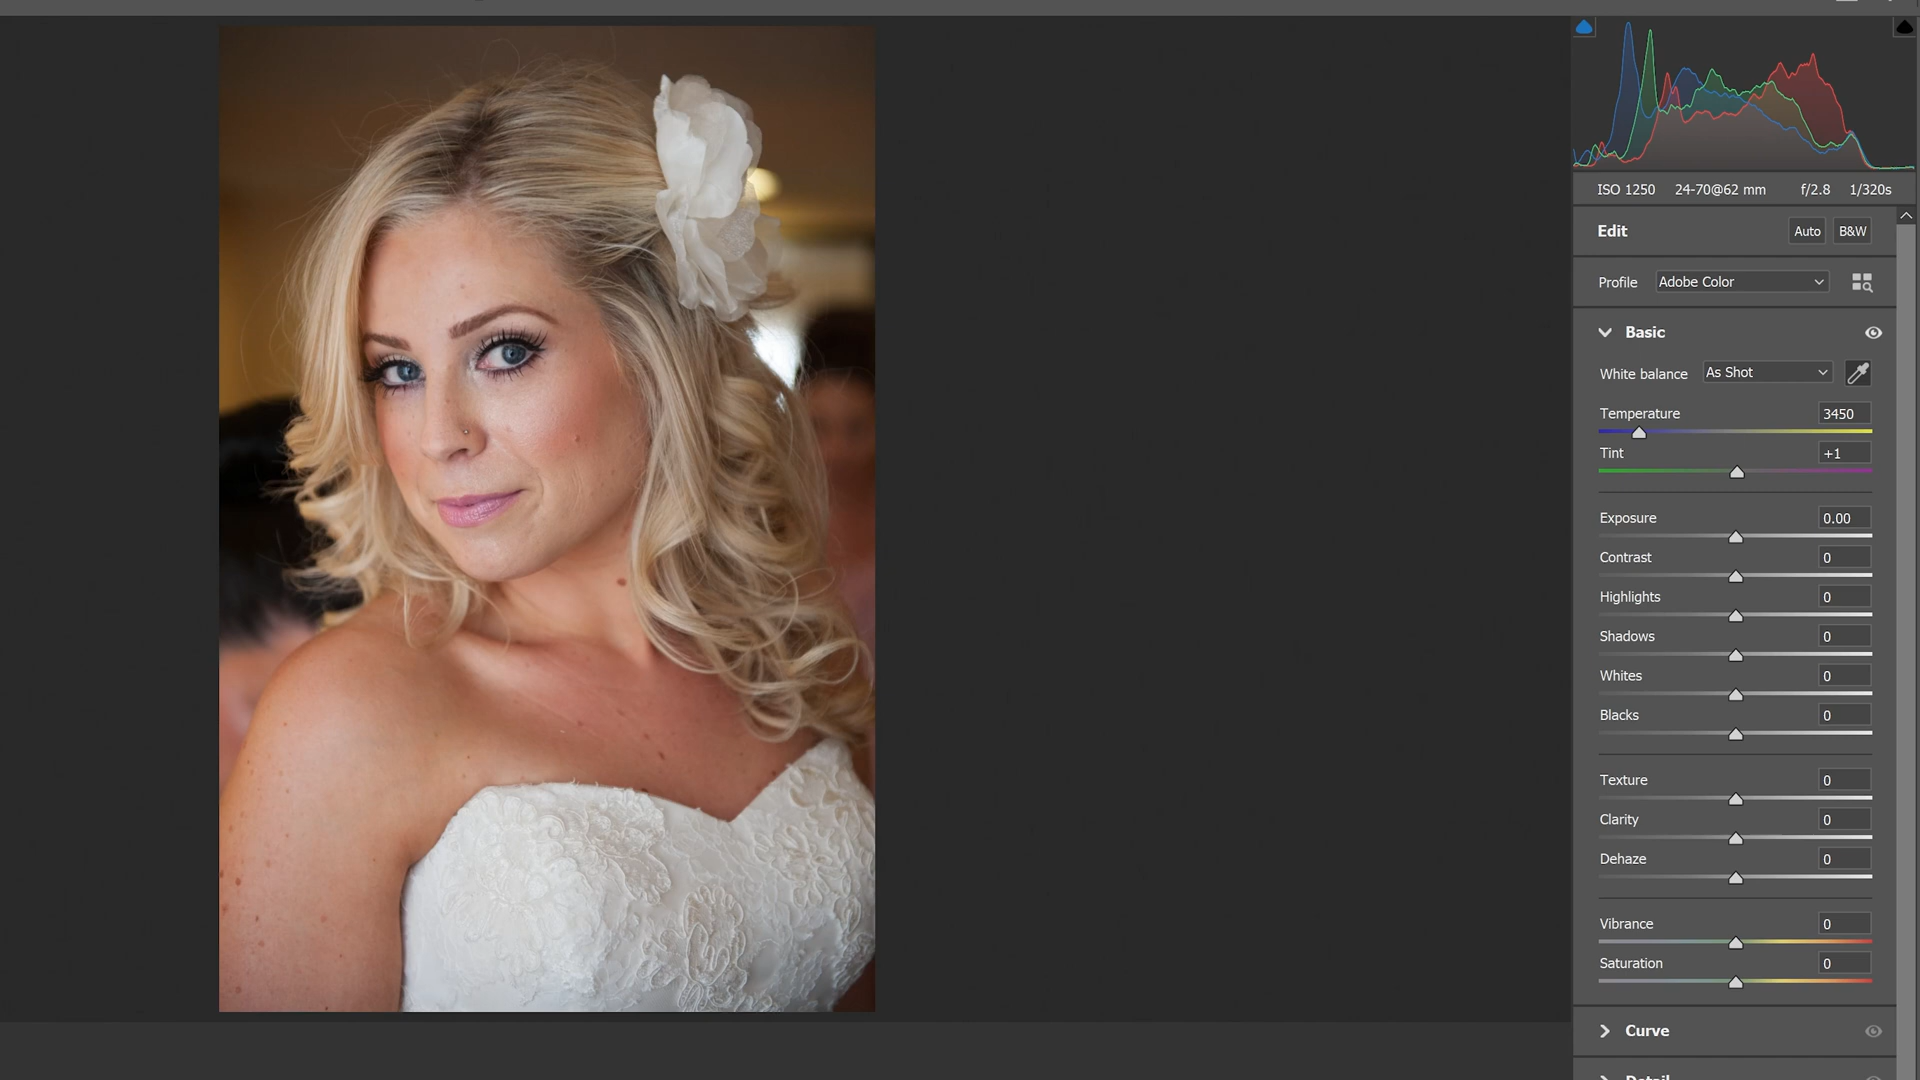 ISO 1250 24-70@62 mm f/2.8 1/320s
Edit Auto B&W
Profile Adobe Color
Basic
White balance As Shot
Temperature 3450
Tint +1
Exposure 0.00
Contrast 0
Highlights 0
Shadows 0
Whites 0
Blacks 0
Texture 0
Clarity 0
Dehaze 0
Vibrance 0
Saturation 0
Curve
Detail